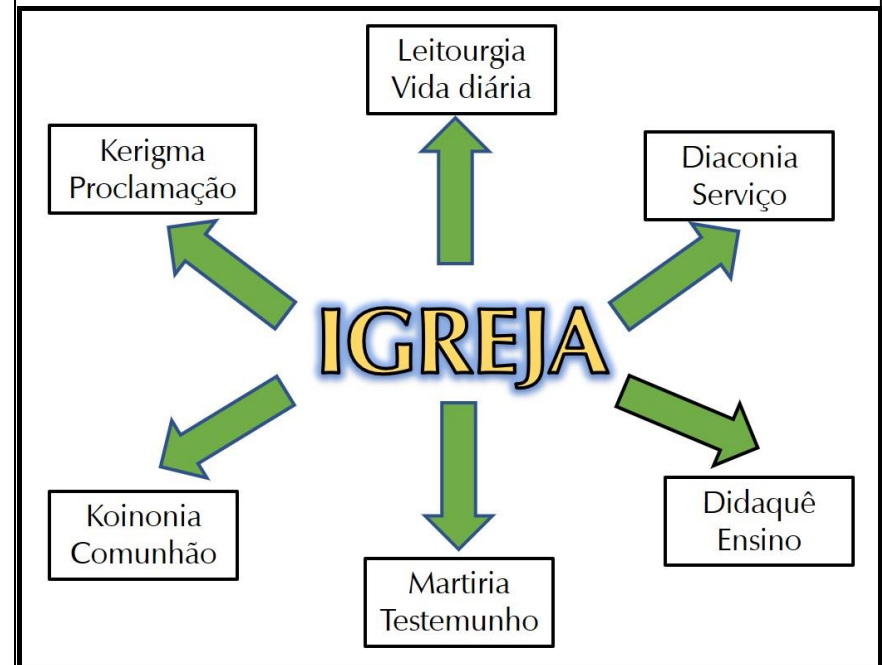 Leitourgia
Vida diária
Kerigma
Proclamação
Diaconia
Serviço
IGREJA
Koinonia
Comunhão
Didaquê
Ensino
Martiria
Testemunho